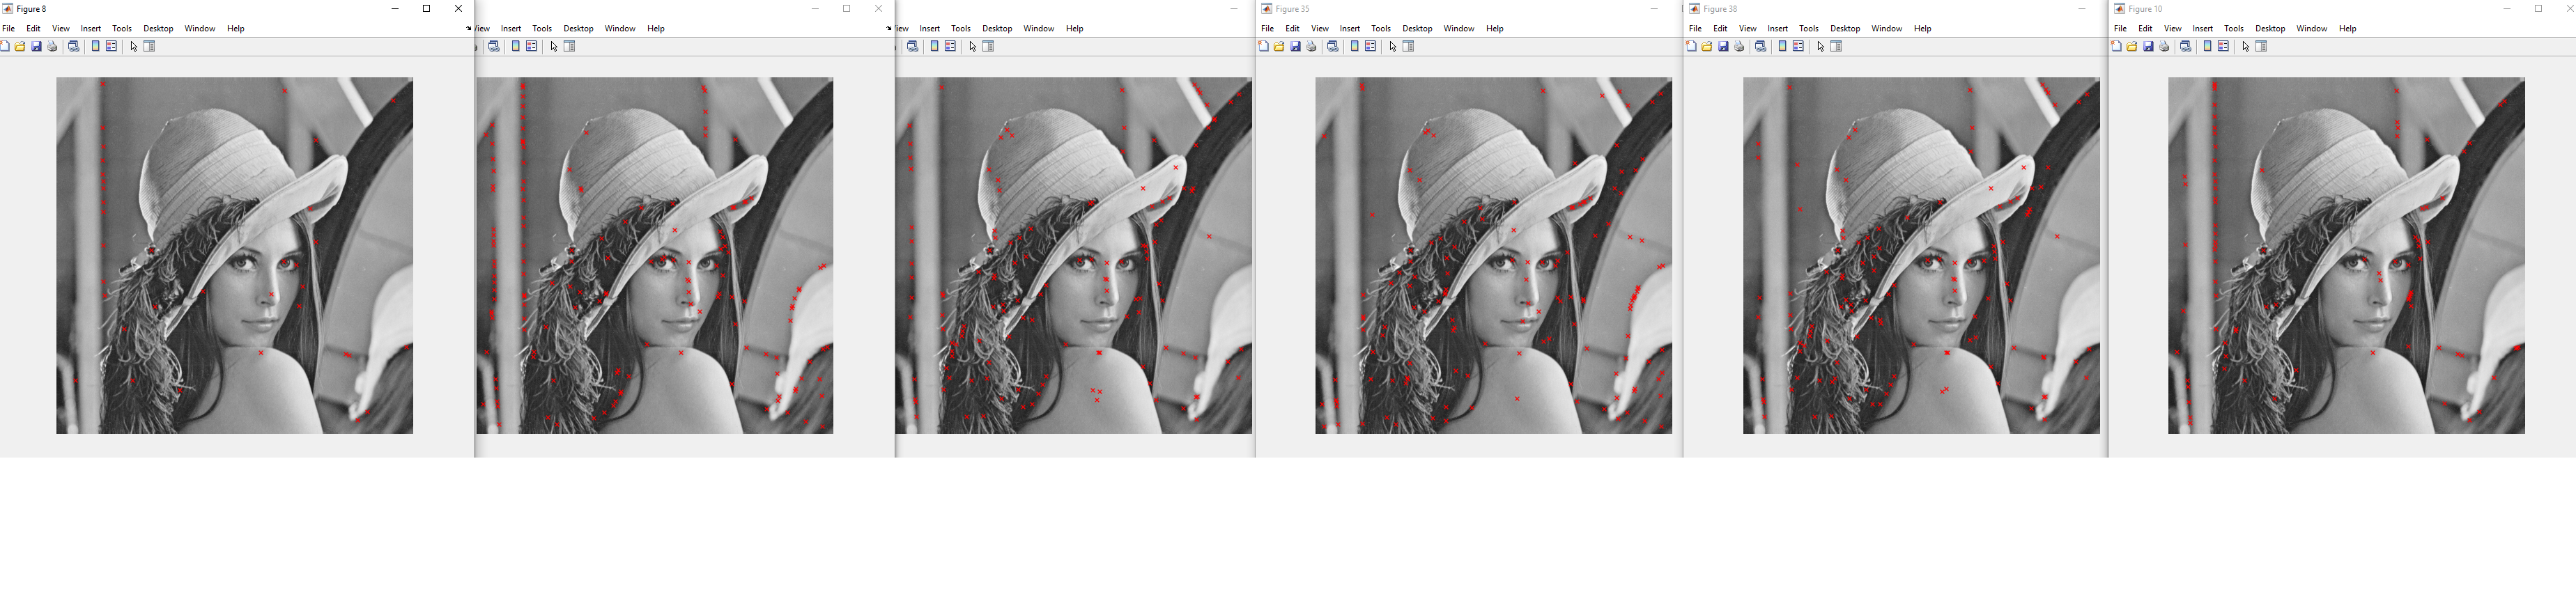 Figure 8
File Edit View Insert Tools Desktop Window Help
View Insert Tools Desktop Window Help
iew Insert Tools Desktop Window Help
Figure 35
File Edit View Insert Tools Desktop Window Help
Figure 38
File Edit View Insert Tools Desktop Window Help
Figure 10
File Edit View Insert Tools Desktop Window Help